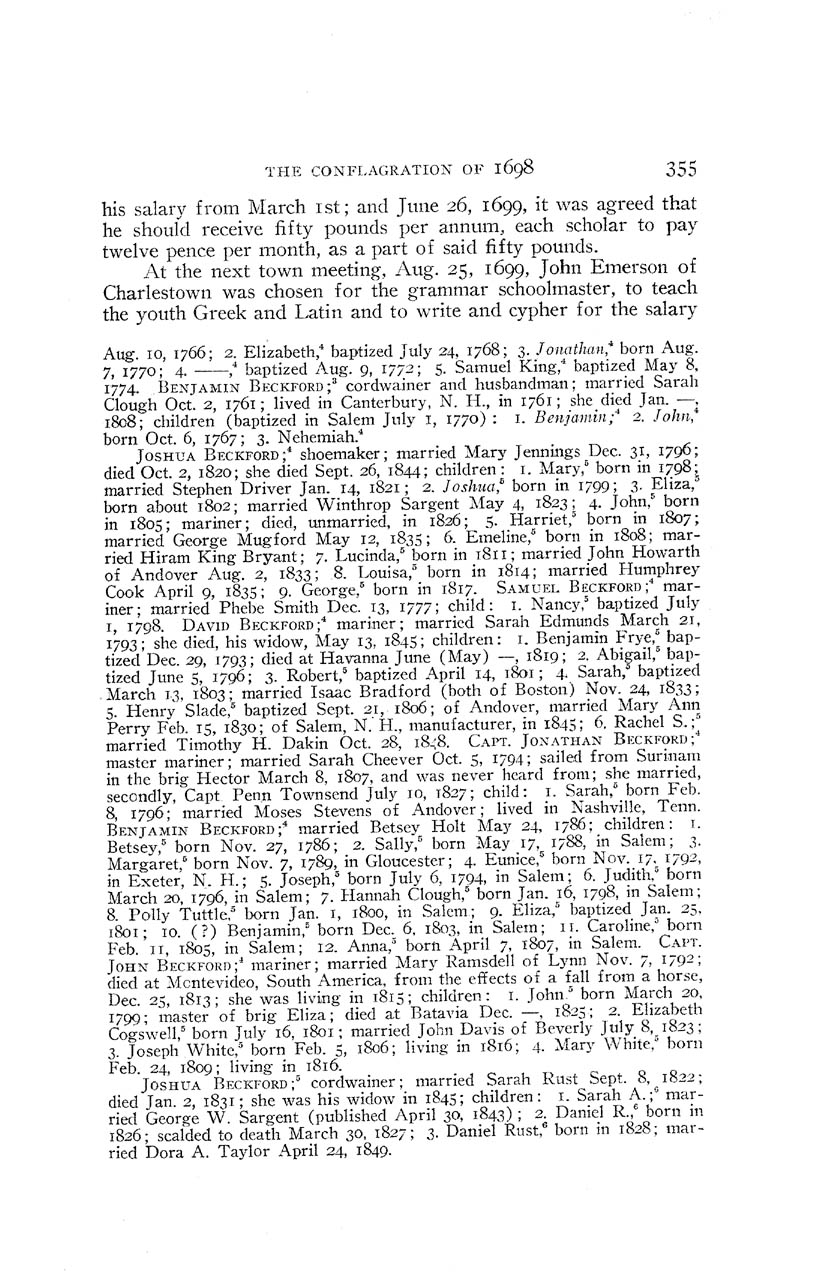 THE CONFLAGRATION OF 1698 355
his salary from March 1st; and June 26, 1699, it was agreed that
he should receive fifty pounds per annum, each scholar to pay
twelve pence per month, as a part of said fifty pounds.
At the next town meeting, Aug. 25, 1699, John Emerson of
Charlestown was chosen for the grammar schoolmaster, to teach
the youth Greek and Latin and to write and cypher for the salary
Aug. 10, 1766; 2. Elizabeth,⁴ baptized July 24, 1768; 3. Jonathan,⁴ born Aug.
7, 1770; 4. ——,⁴ baptized Aug. 9, 1772; 5. Samuel King,⁴ baptized May 8,
1774. BENJAMIN BECKFORD;³ cordwainer and husbandman; married Sarah
Clough Oct. 2, 1761; lived in Canterbury, N. H., in 1761; she died Jan. —,
1808; children (baptized in Salem July 1, 1770): 1. Benjamin;⁴ 2. John,⁴
born Oct. 6, 1767; 3. Nehemiah.⁴
JOSHUA BECKFORD;⁴ shoemaker; married Mary Jennings Dec. 31, 1796;
died Oct. 2, 1820; she died Sept. 26, 1844; children: 1. Mary,⁵ born in 1798;
married Stephen Driver Jan. 14, 1821; 2. Joshua,⁵ born in 1799; 3. Eliza,⁵
born about 1802; married Winthrop Sargent May 4, 1823; 4. John,⁵ born
in 1805; mariner; died, unmarried, in 1826; 5. Harriet,⁵ born in 1807;
married George Mugford May 12, 1835; 6. Emeline,⁵ born in 1808; mar-
ried Hiram King Bryant; 7. Lucinda,⁵ born in 1811; married John Howarth
of Andover Aug. 2, 1833; 8. Louisa,⁵ born in 1814; married Humphrey
Cook April 9, 1835; 9. George,⁵ born in 1817. SAMUEL BECKFORD;⁴ mar-
iner; married Phebe Smith Dec. 13, 1777; child: 1. Nancy,⁵ baptized July
1, 1798. DAVID BECKFORD;⁴ mariner; married Sarah Edmunds March 21,
1793; she died, his widow, May 13, 1845; children: 1. Benjamin Frye,⁵ bap-
tized Dec. 29, 1793; died at Havanna June (May) —, 1819; 2. Abigail,⁵ bap-
tized June 5, 1796; 3. Robert,⁵ baptized April 14, 1801; 4. Sarah,⁵ baptized
March 13, 1803; married Isaac Bradford (both of Boston) Nov. 24, 1833;
5. Henry Slade,⁵ baptized Sept. 21, 1806; of Andover, married Mary Ann
Perry Feb. 15, 1830; of Salem, N. H., manufacturer, in 1845; 6. Rachel S.;⁵
married Timothy H. Dakin Oct. 28, 1838. CAPT. JONATHAN BECKFORD;⁴
master mariner; married Sarah Cheever Oct. 5, 1794; sailed from Surinam
in the brig Hector March 8, 1807, and was never heard from; she married,
secondly, Capt. Penn Townsend July 10, 1827; child: 1. Sarah,⁵ born Feb.
8, 1796; married Moses Stevens of Andover; lived in Nashville, Tenn.
BENJAMIN BECKFORD;⁴ married Betsey Holt May 24, 1786; children: 1.
Betsey,⁵ born Nov. 27, 1786; 2. Sally,⁵ born May 17, 1788, in Salem; 3.
Margaret,⁵ born Nov. 7, 1789, in Gloucester; 4. Eunice,⁵ born Nov. 17, 1792,
in Exeter, N. H.; 5. Joseph,⁵ born July 6, 1794, in Salem; 6. Judith,⁵ born
March 20, 1796, in Salem; 7. Hannah Clough,⁵ born Jan. 16, 1798, in Salem;
8. Polly Tuttle,⁵ born Jan. 1, 1800, in Salem; 9. Eliza,⁵ baptized Jan. 25,
1801; 10. (?) Benjamin,⁵ born Dec. 6, 1803, in Salem; 11. Caroline,⁵ born
Feb. 11, 1805, in Salem; 12. Anna,⁵ born April 7, 1807, in Salem. CAPT.
JOHN BECKFORD;⁴ mariner; married Mary Ramsdell of Lynn Nov. 7, 1792;
died at Montevideo, South America, from the effects of a fall from a horse,
Dec. 25, 1813; she was living in 1815; children: 1. John,⁵ born March 20,
1799; master of brig Eliza; died at Batavia Dec. —, 1825; 2. Elizabeth
Cogswell,⁵ born July 16, 1801; married John Davis of Beverly July 8, 1823;
3. Joseph White,⁵ born Feb. 5, 1806; living in 1816; 4. Mary White,⁵ born
Feb. 24, 1809; living in 1816.
JOSHUA BECKFORD;⁵ cordwainer; married Sarah Rust Sept. 8, 1822;
died Jan. 2, 1831; she was his widow in 1845; children: 1. Sarah A.;⁶ mar-
ried George W. Sargent (published April 30, 1843); 2. Daniel R.,⁶ born in
1826; scalded to death March 30, 1827; 3. Daniel Rust,⁶ born in 1828; mar-
ried Dora A. Taylor April 24, 1849.